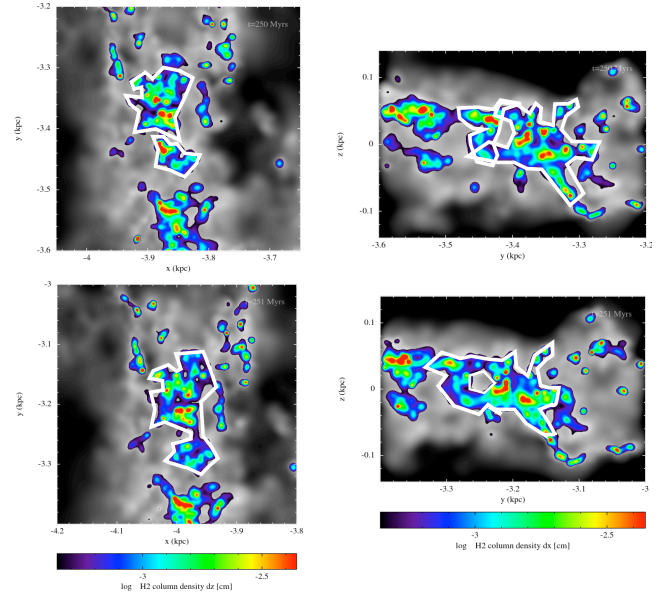 -3.2
-3.3
-3.4
-3.5
-3.6
y (kpc)
t=250 Myrs
-4
-3.9
-3.8
-3.7
x (kpc)
0.1
0
-0.1
z (kpc)
t=250 Myrs
-3.6
-3.5
-3.4
-3.3
-3.2
y (kpc)
-3
-3.1
-3.2
-3.3
y (kpc)
t=251 Myrs
-4.2
-4.1
-4
-3.9
-3.8
x (kpc)
0.1
0
-0.1
z (kpc)
t=251 Myrs
-3.3
-3.2
-3.1
-3
y (kpc)
-3
-2.5
log H2 column density dx [cm]
-3
-2.5
log H2 column density dz [cm]